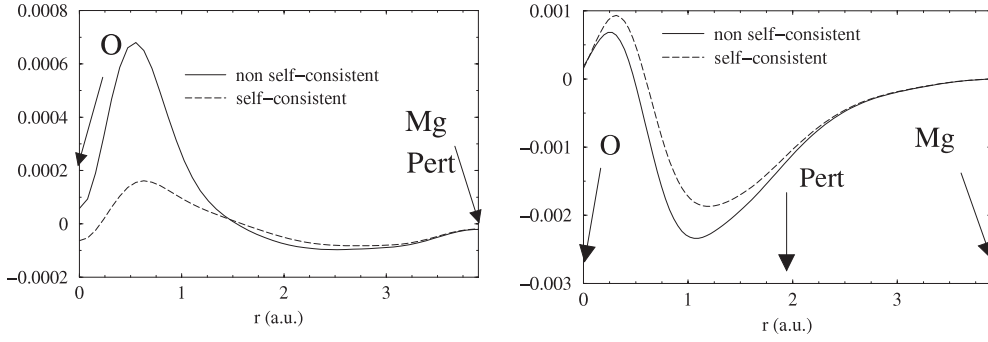 0.0008
0.0006
0.0004
0.0002
0
−0.0002
0
1
2
3
r (a.u.)
O
non self−consistent
self−consistent
Mg
Pert
0.001
0
−0.001
−0.002
−0.003
0
1
2
3
r (a.u.)
non self−consistent
self−consistent
O
Pert
Mg